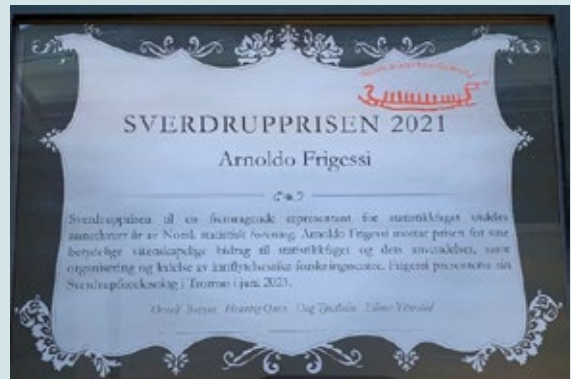 SVERDRUPPRISEN 2021
Arnoldo Frigessi
Sverdrupprisen til en fremragende representant for statistikkfaget utdeles
annethvert år av Norsk statistisk forening. Arnoldo Frigessi mottar prisen for sine
betydelige vitenskapelige bidrag til statistikkfaget og dets anvendelser, samt
organisering og ledelse av innflytelsesrike forskningssentre. Frigessi presenterte sin
Sverdrupforelesning i Tromsø i juni 2021.